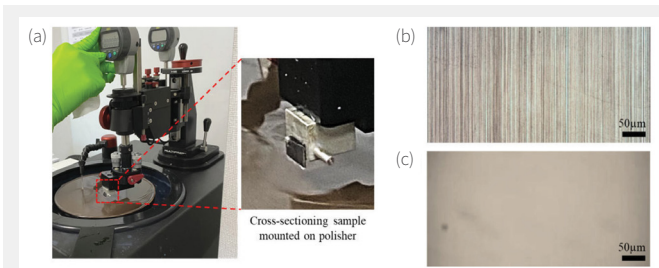 (a)
Cross-sectioning sample
mounted on polisher
(b)
50µm
(c)
50µm